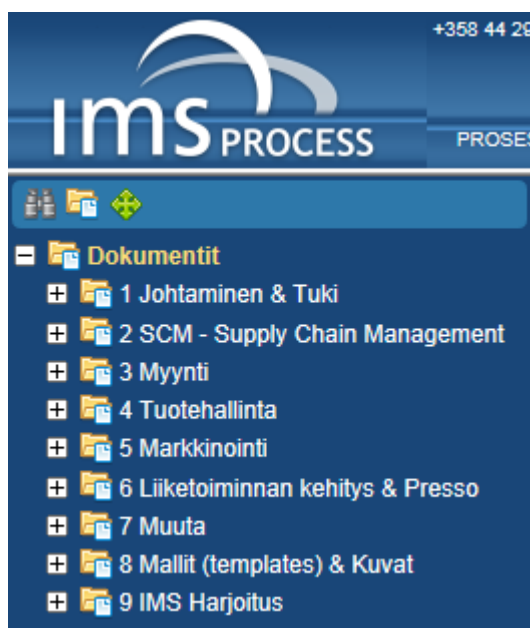 +358 44 29
IMS PROCESS
PROSES
Dokumentit
1 Johtaminen & Tuki
2 SCM - Supply Chain Management
3 Myynti
4 Tuotehallinta
5 Markkinointi
6 Liiketoiminnan kehitys & Presso
7 Muuta
8 Mallit (templates) & Kuvat
9 IMS Harjoitus